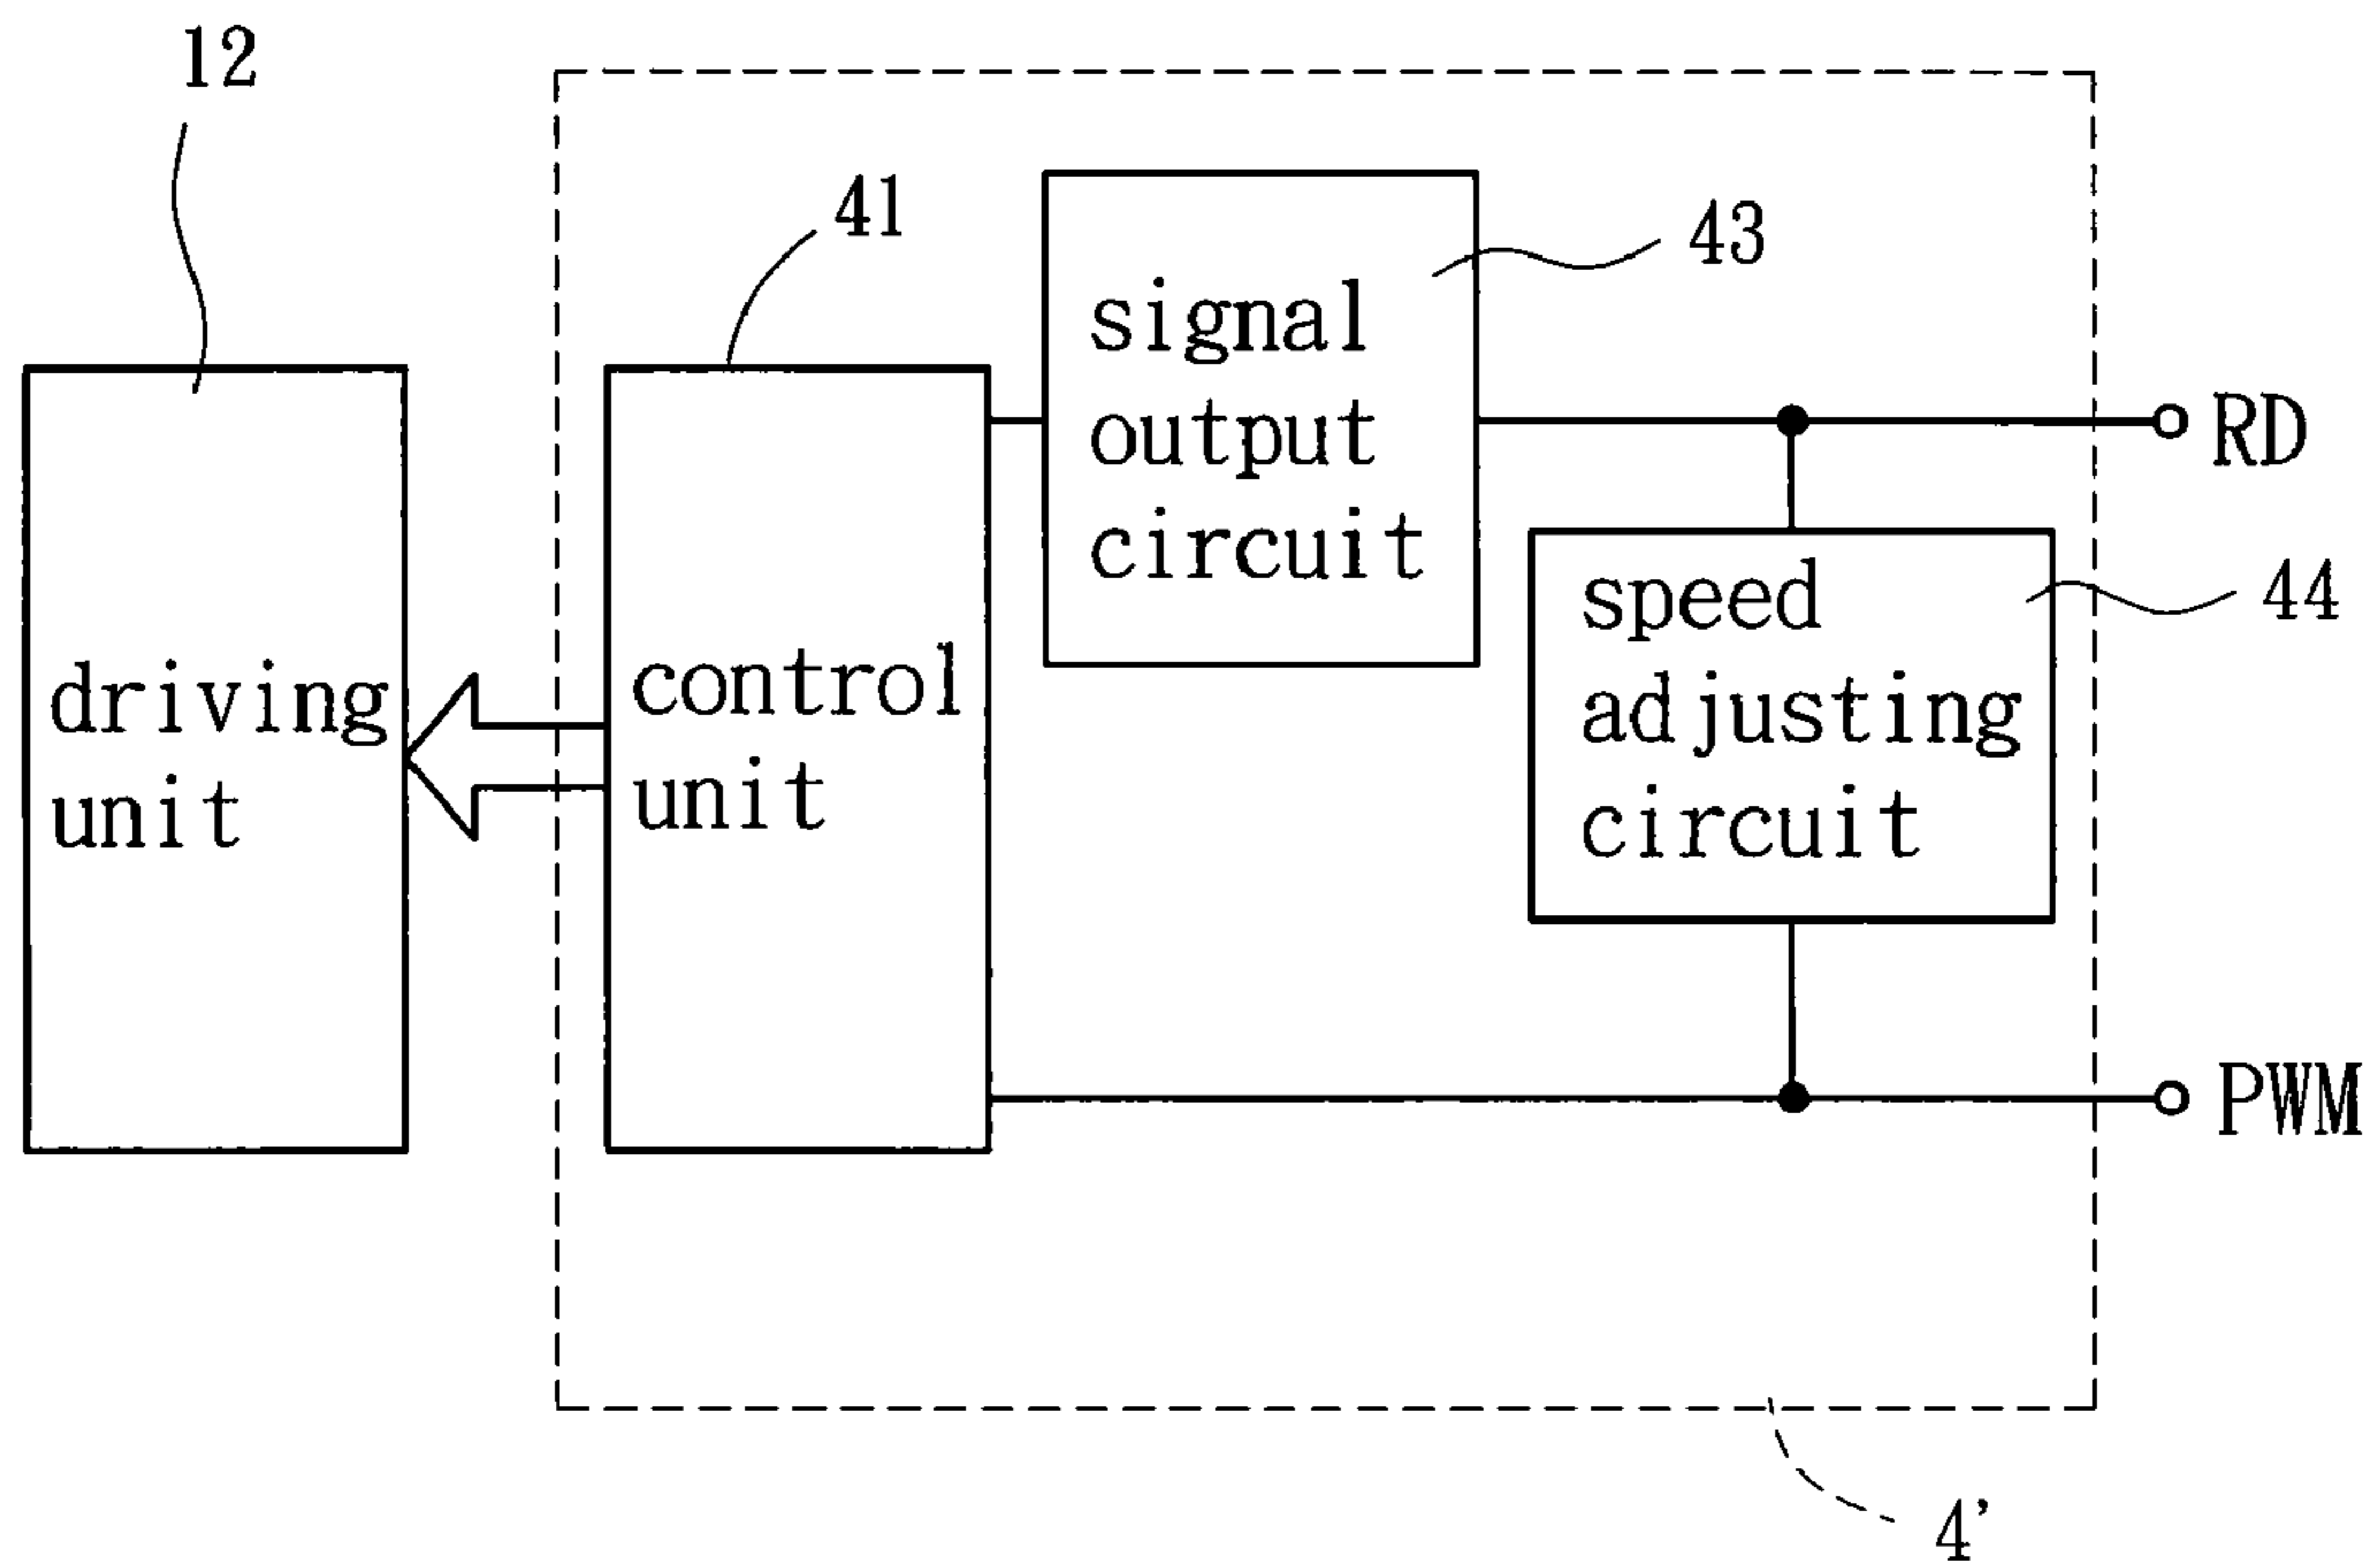 12
41
43
signal
output
circuit
RD
speed
adjusting
circuit
44
driving
unit
control
unit
PWM
4'